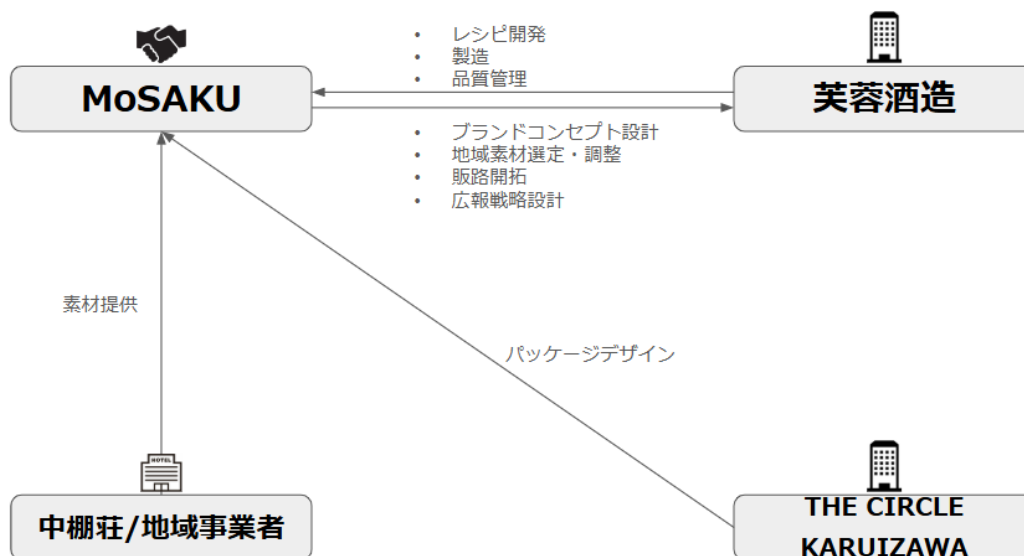 • レシピ開発
• 製造
• 品質管理
MoSAKU
芙蓉酒造
• ブランドコンセプト設計
• 地域素材選定・調整
• 販路開拓
• 広報戦略設計
素材提供
パッケージデザイン
HOTEL
中棚荘/地域事業者
THE CIRCLE
KARUIZAWA